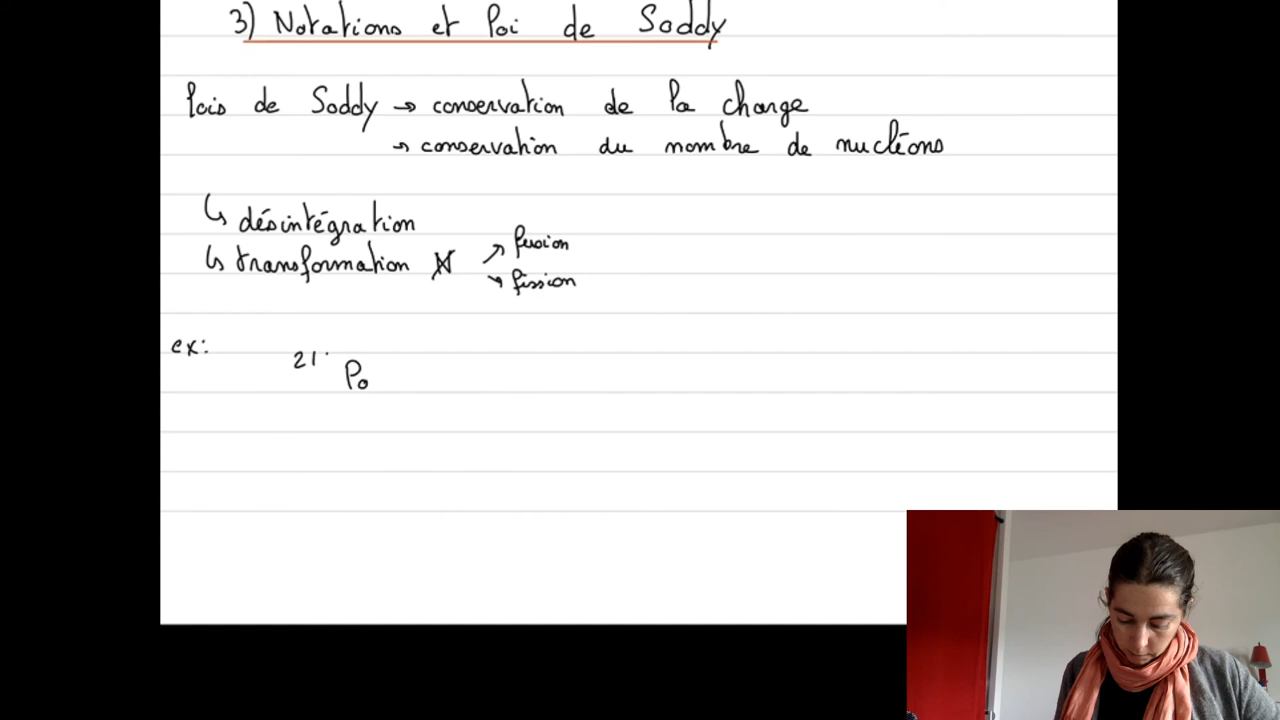 3) Notations et loi de Soddy
lois de Soddy → conservation de la charge
→ conservation du nombre de nucléons
↳ désintégration
↳ transformation ↗ fusion
↘ fission
ex:
21
Po